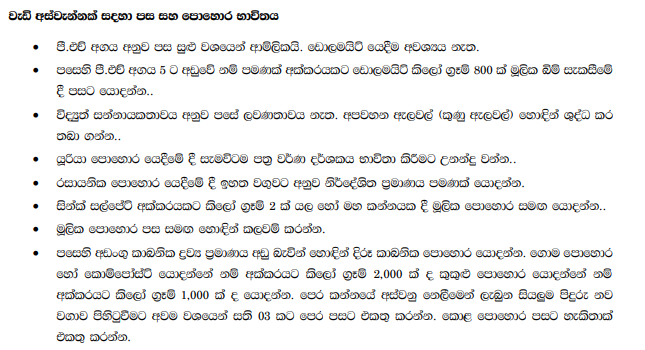 වැඩි අස්වැන්නක් සඳහා පස සහ පොහොර භාවිතය
• පී.එච් අගය අනුව පස සුළු වශයෙන් ආම්ලිකයි. ඩොලමයිට් යෙදීම අවශ්‍යය නැත.
• පසෙහි පී.එච් අගය 5 ට අඩුවේ නම් පමණක් අක්කරයකට ඩොලමයිට් කිලෝ ග්‍රෑම් 800 ක් මූලික බිම් සැකසීමේ
දී පසට යොදන්න..
• විද්‍යුත් සන්නායකතාවය අනුව පසේ ලවණතාවය නැත. අපවහන ඇලවල් (කුණු ඇලවල්) හොඳින් ශුද්ධ කර
තබා ගන්න..
• යූරියා පොහොර යෙදීමේ දී සැමවිටම පත්‍ර වර්ණ දර්ශකය භාවිතා කිරීමට උනන්දු වන්න..
• රසායනික පොහොර යෙදීමේ දී ඉහත වගුවට අනුව නිර්දේශිත ප්‍රමාණය පමණක් යොදන්න.
• සින්ක් සල්පේට් අක්කරයකට කිලෝ ග්‍රෑම් 2 ක් යල හෝ මහ කන්නයක දී මූලික පොහොර සමඟ යොදන්න..
• මූලික පොහොර පස සමඟ හොඳින් කලවම් කරන්න.
• පසෙහි අඩංගු කාබනික ද්‍රව්‍ය ප්‍රමාණය අඩු බැවින් හොඳින් දිරූ කාබනික පොහොර යොදන්න. ගොම පොහොර
හෝ කොම්පෝස්ට් යොදන්නේ නම් අක්කරයට කිලෝ ග්‍රෑම් 2,000 ක් ද කුකුළු පොහොර යොදන්නේ නම්
අක්කරයට කිලෝ ග්‍රෑම් 1,000 ක් ද යොදන්න. පෙර කන්නයේ අස්වනු නෙලීමෙන් ලැබුන සියලුම පිදුරු නව
වගාව පිහිටුවීමට අවම වශයෙන් සති 03 කට පෙර පසට එකතු කරන්න. කොළ පොහොර පසට හැකිතාක්
එකතු කරන්න.